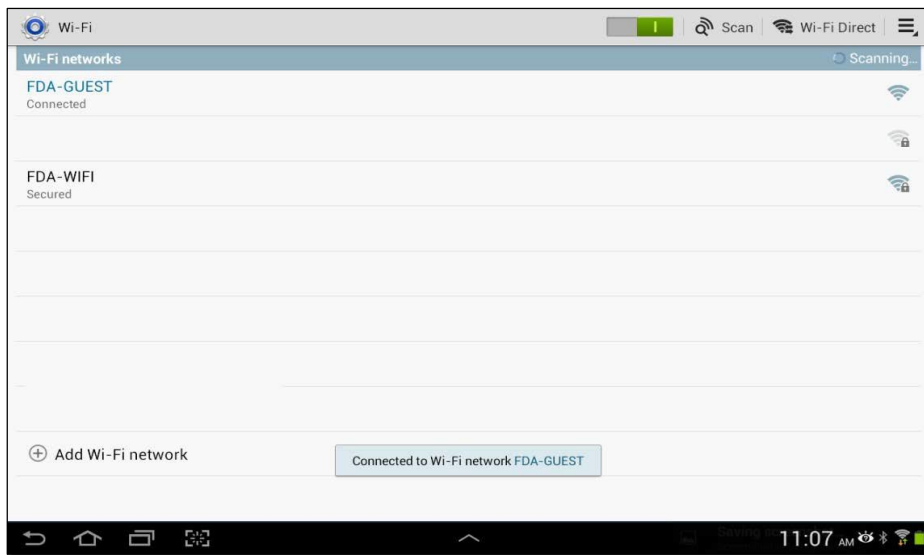 Wi-Fi
Scan
Wi-Fi Direct
Wi-Fi networks
Scanning...
FDA-GUEST
Connected
FDA-WIFI
Secured
Add Wi-Fi network
Connected to Wi-Fi network FDA-GUEST
Saving
11:07 AM